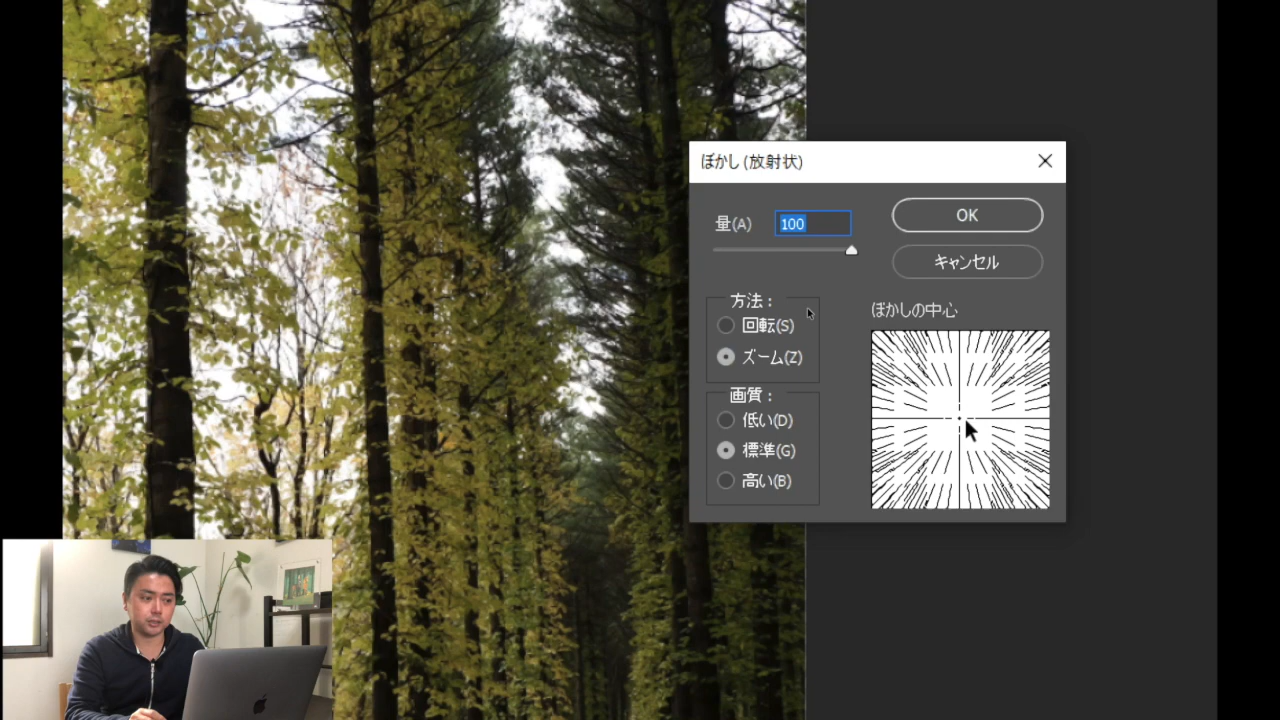 ぼかし (放射状)
量(A) 100
OK
キャンセル
方法：
回転(S)
ズーム(Z)
画質：
低い(D)
標準(G)
高い(B)
ぼかしの中心